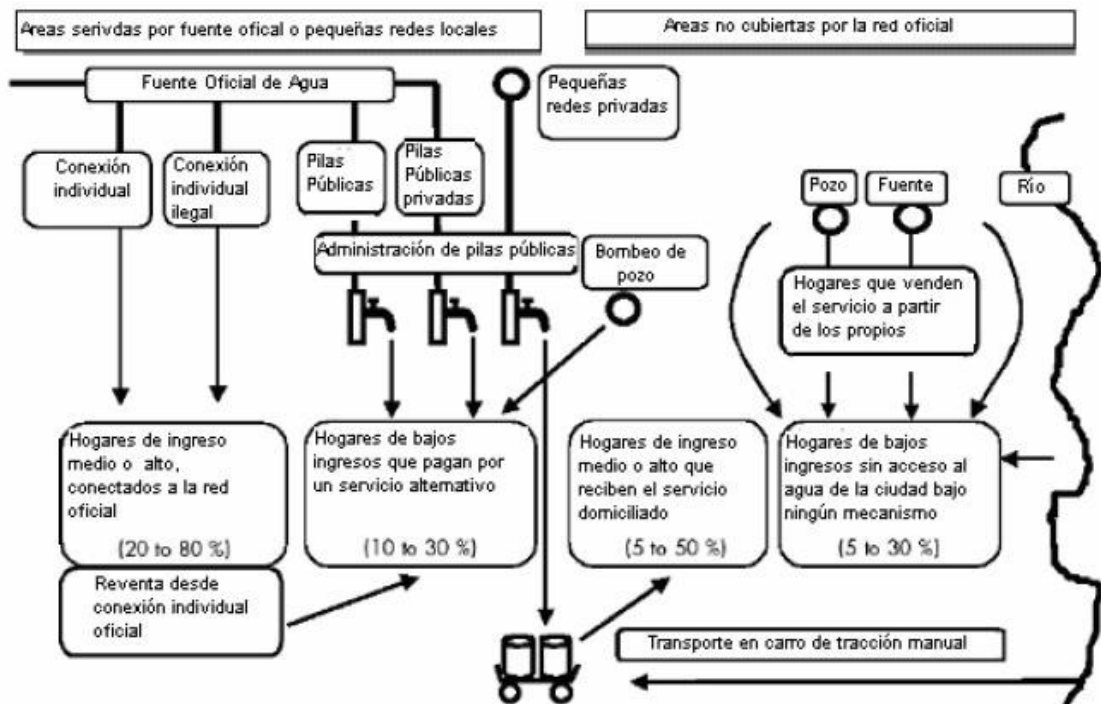 Areas serivdas por fuente ofical o pequeñas redes locales
Areas no cubiertas por la red oficial
Fuente Oficial de Agua
Pequeñas
redes privadas
Conexión
individual
Conexión
individual
ilegal
Pilas
Públicas
Pilas
Públicas
privadas
Pozo
Fuente
Río
Administración de pilas públicas
Bombeo de
pozo
Hogares que venden
el servicio a partir
de los propios
Hogares de ingreso
medio o alto,
conectados a la red
oficial
(20 to 80 %)
Hogares de bajos
ingresos que pagan por
un servicio alternativo
(10 to 30 %)
Hogares de ingreso
medio o alto que
reciben el servicio
domiciliado
(5 to 50 %)
Hogares de bajos
ingresos sin acceso al
agua de la ciudad bajo
ningún mecanismo
(5 to 30 %)
Reventa desde
conexión individual
oficial
Transporte en carro de tracción manual